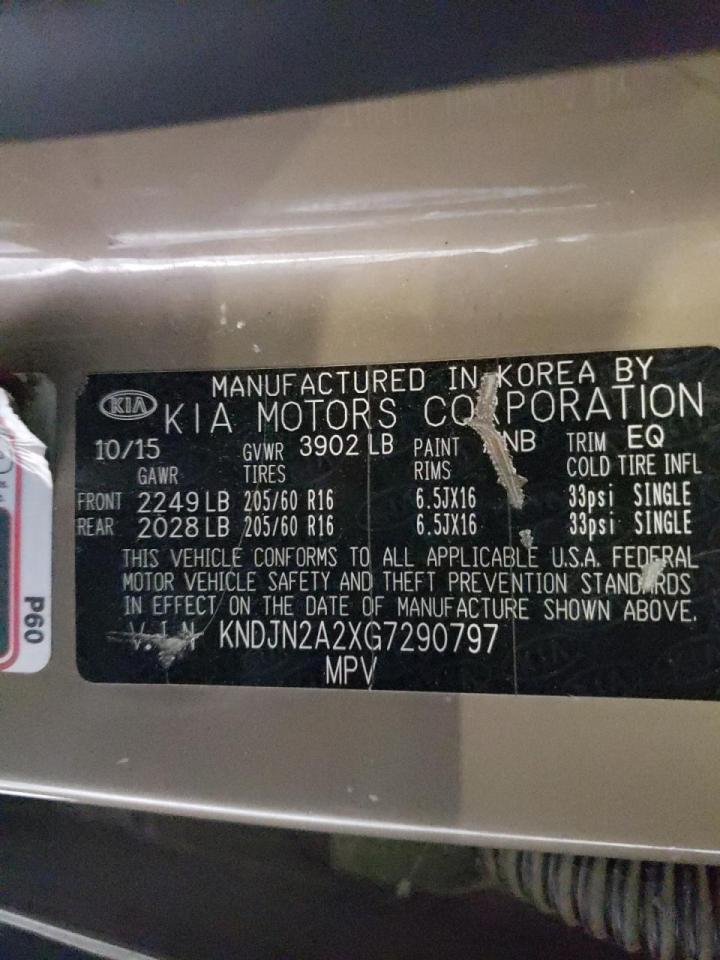 MANUFACTURED IN KOREA BY
KIA KIA MOTORS CORPORATION
10/15 GVWR 3902 LB PAINT TRIM EQ
GAWR TIRES RIMS COLD TIRE INFL
FRONT 2249 LB 205/60 R16 6.5JX16 33psi SINGLE
REAR 2028 LB 205/60 R16 6.5JX16 33psi SINGLE
THIS VEHICLE CONFORMS TO ALL APPLICABLE U.S.A. FEDERAL
MOTOR VEHICLE SAFETY AND THEFT PREVENTION STANDARDS
IN EFFECT ON THE DATE OF MANUFACTURE SHOWN ABOVE.
V.I.N KNDJN2A2XG7290797
MPV
P60